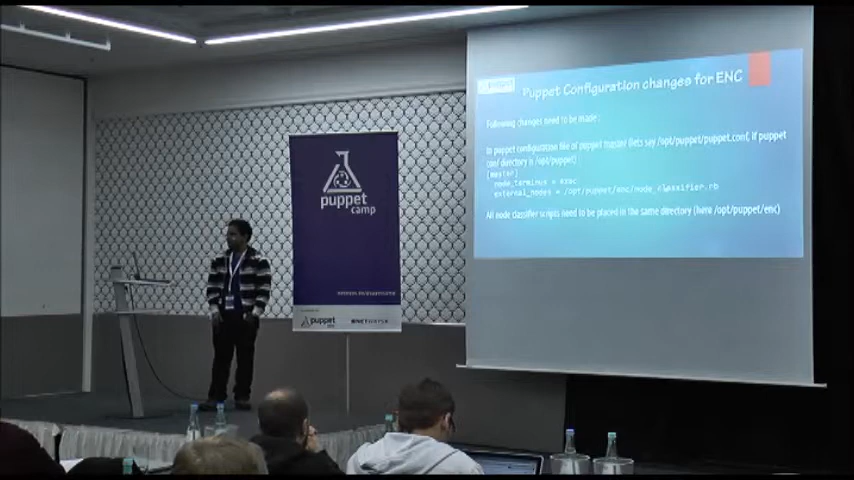 puppet
camp
puppet
Puppet Configuration changes for ENC
Following changes need to be made :
In puppet configuration file of puppet master (lets say /opt/puppet/puppet.conf, if puppet
conf directory is /opt/puppet)
[master]
node_terminus = exec
external_nodes = /opt/puppet/enc/node_classifier.rb
All node classifier scripts need to be placed in the same directory (here /opt/puppet/enc)